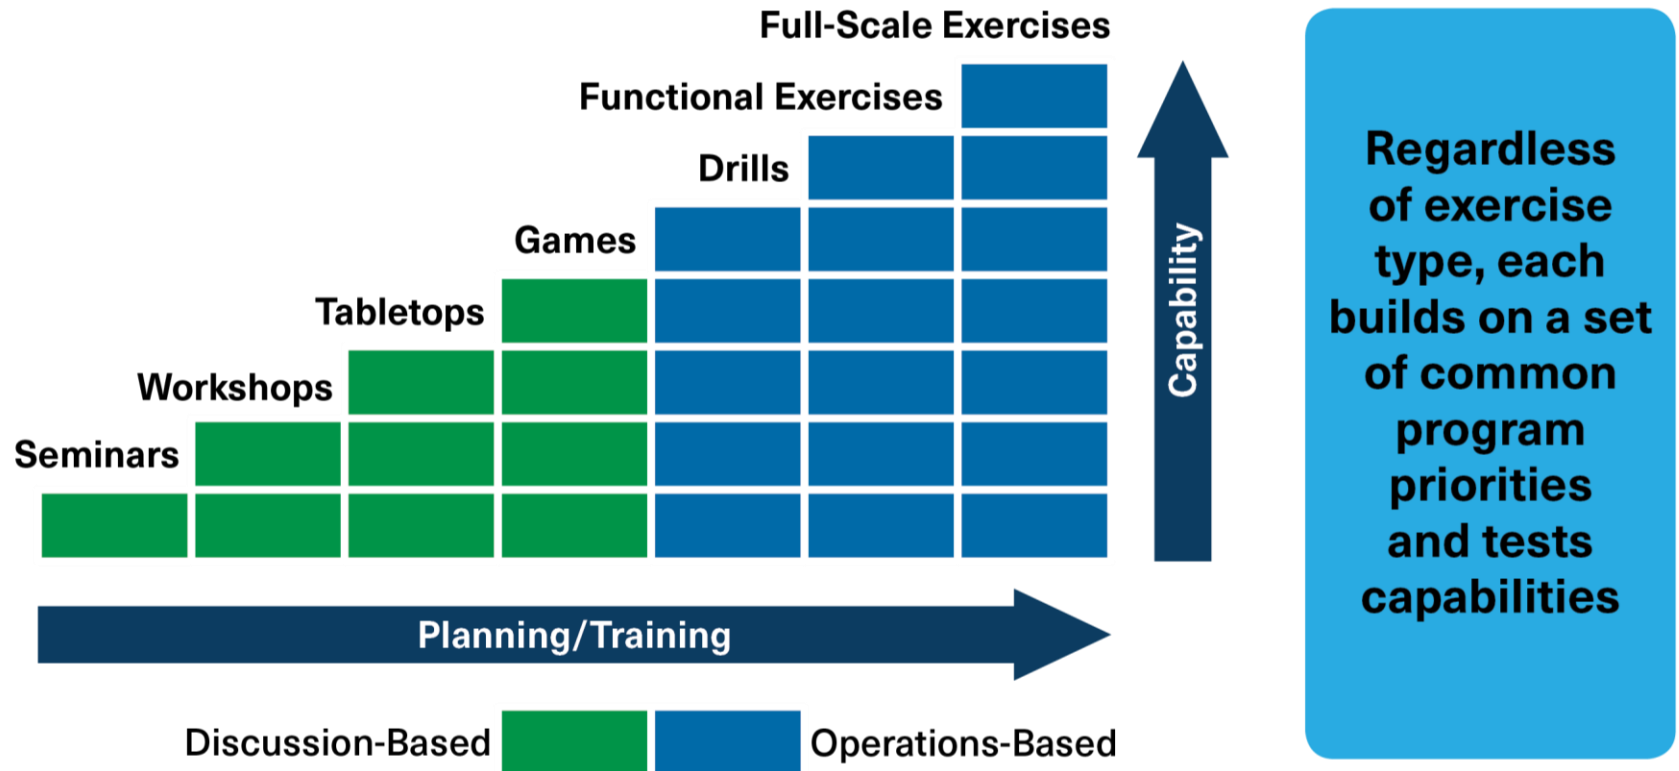 Full-Scale Exercises
Functional Exercises
Drills
Games
Tabletops
Workshops
Seminars
Capability
Planning/Training
Discussion-Based
Operations-Based
Regardless
of exercise
type, each
builds on a set
of common
program
priorities
and tests
capabilities